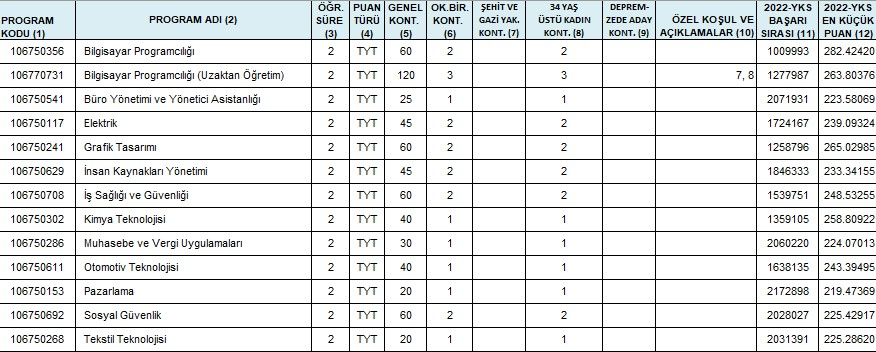 PROGRAM KODU (1) PROGRAM ADI (2) ÖĞR. SÜRE (3) PUAN TÜRÜ (4) GENEL KONT. (5) OK.BİR. KONT. (6) ŞEHİT VE GAZİ YAK. KONT. (7) 34 YAŞ ÜSTÜ KADIN KONT. (8) DEPREM-ZEDE ADAY KONT. (9) ÖZEL KOŞUL VE AÇIKLAMALAR (10) 2022-YKS BAŞARI SIRASI (11) 2022-YKS EN KÜÇÜK PUAN (12)
106750356 Bilgisayar Programcılığı 2 TYT 60 2 2 1009993 282.42420
106770731 Bilgisayar Programcılığı (Uzaktan Öğretim) 2 TYT 120 3 3 7, 8 1277987 263.80376
106750541 Büro Yönetimi ve Yönetici Asistanlığı 2 TYT 25 1 1 2071931 223.58069
106750117 Elektrik 2 TYT 45 2 2 1724167 239.09324
106750241 Grafik Tasarımı 2 TYT 60 2 2 1258796 265.02985
106750629 İnsan Kaynakları Yönetimi 2 TYT 45 2 2 1846333 233.34155
106750708 İş Sağlığı ve Güvenliği 2 TYT 60 2 2 1539751 248.53255
106750302 Kimya Teknolojisi 2 TYT 40 1 1 1359105 258.80922
106750286 Muhasebe ve Vergi Uygulamaları 2 TYT 30 1 1 2060220 224.07013
106750611 Otomotiv Teknolojisi 2 TYT 40 1 1 1638135 243.39495
106750153 Pazarlama 2 TYT 20 1 1 2172898 219.47369
106750692 Sosyal Güvenlik 2 TYT 60 2 2 2028027 225.42917
106750268 Tekstil Teknolojisi 2 TYT 20 1 1 2031391 225.28620